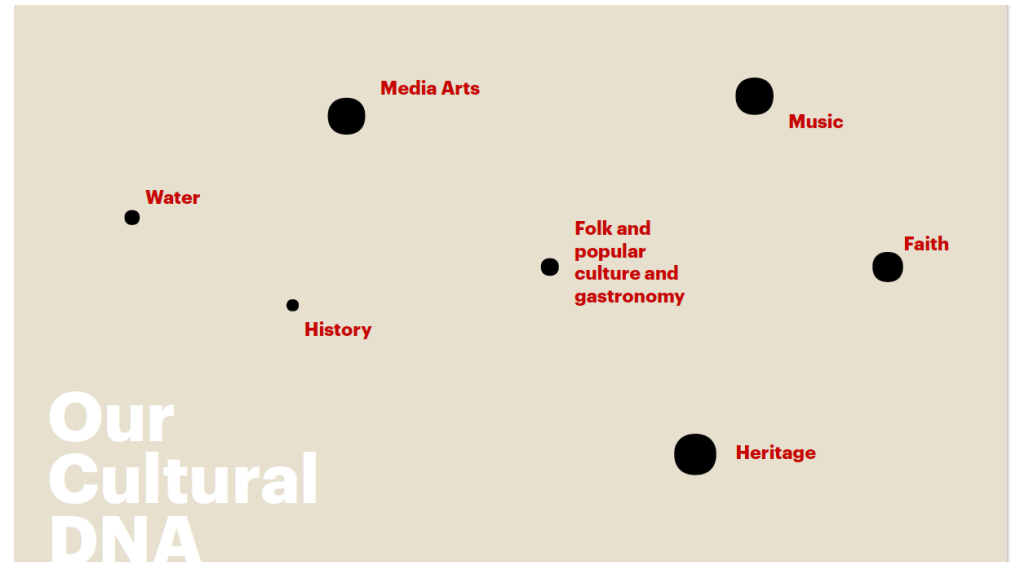 Media Arts
Music
Water
Folk and
popular
culture and
gastronomy
Faith
History
Heritage
Our
Cultural
DNA